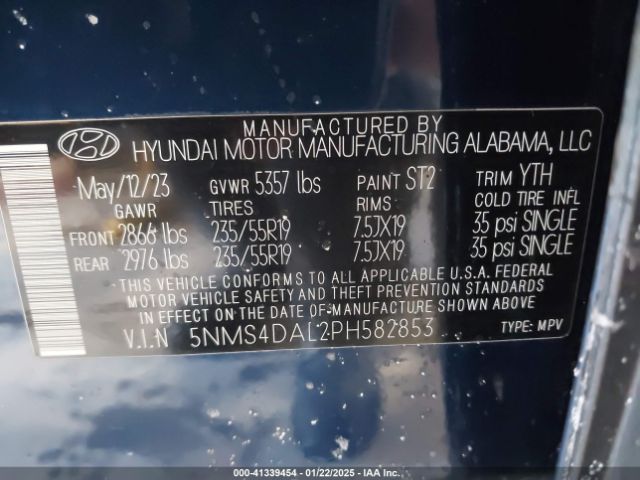 MANUFACTURED BY
HYUNDAI MOTOR MANUFACTURING ALABAMA, LLC
May/12/23 GVWR 5357 lbs PAINT ST2 TRIM YTH
GAWR TIRES RIMS COLD TIRE INFL
FRONT 2866 lbs 235/55R19 7.5JX19 35 psi SINGLE
REAR 2976 lbs 235/55R19 7.5JX19 35 psi SINGLE
THIS VEHICLE CONFORMS TO ALL APPLICABLE U.S.A. FEDERAL
MOTOR VEHICLE SAFETY AND THEFT PREVENTION STANDARDS
IN EFFECT ON THE DATE OF MANUFACTURE SHOWN ABOVE.
V.I.N 5NMS4DAL2PH582853 TYPE: MPV
000-41339454 - 01/22/2025 - IAA Inc.